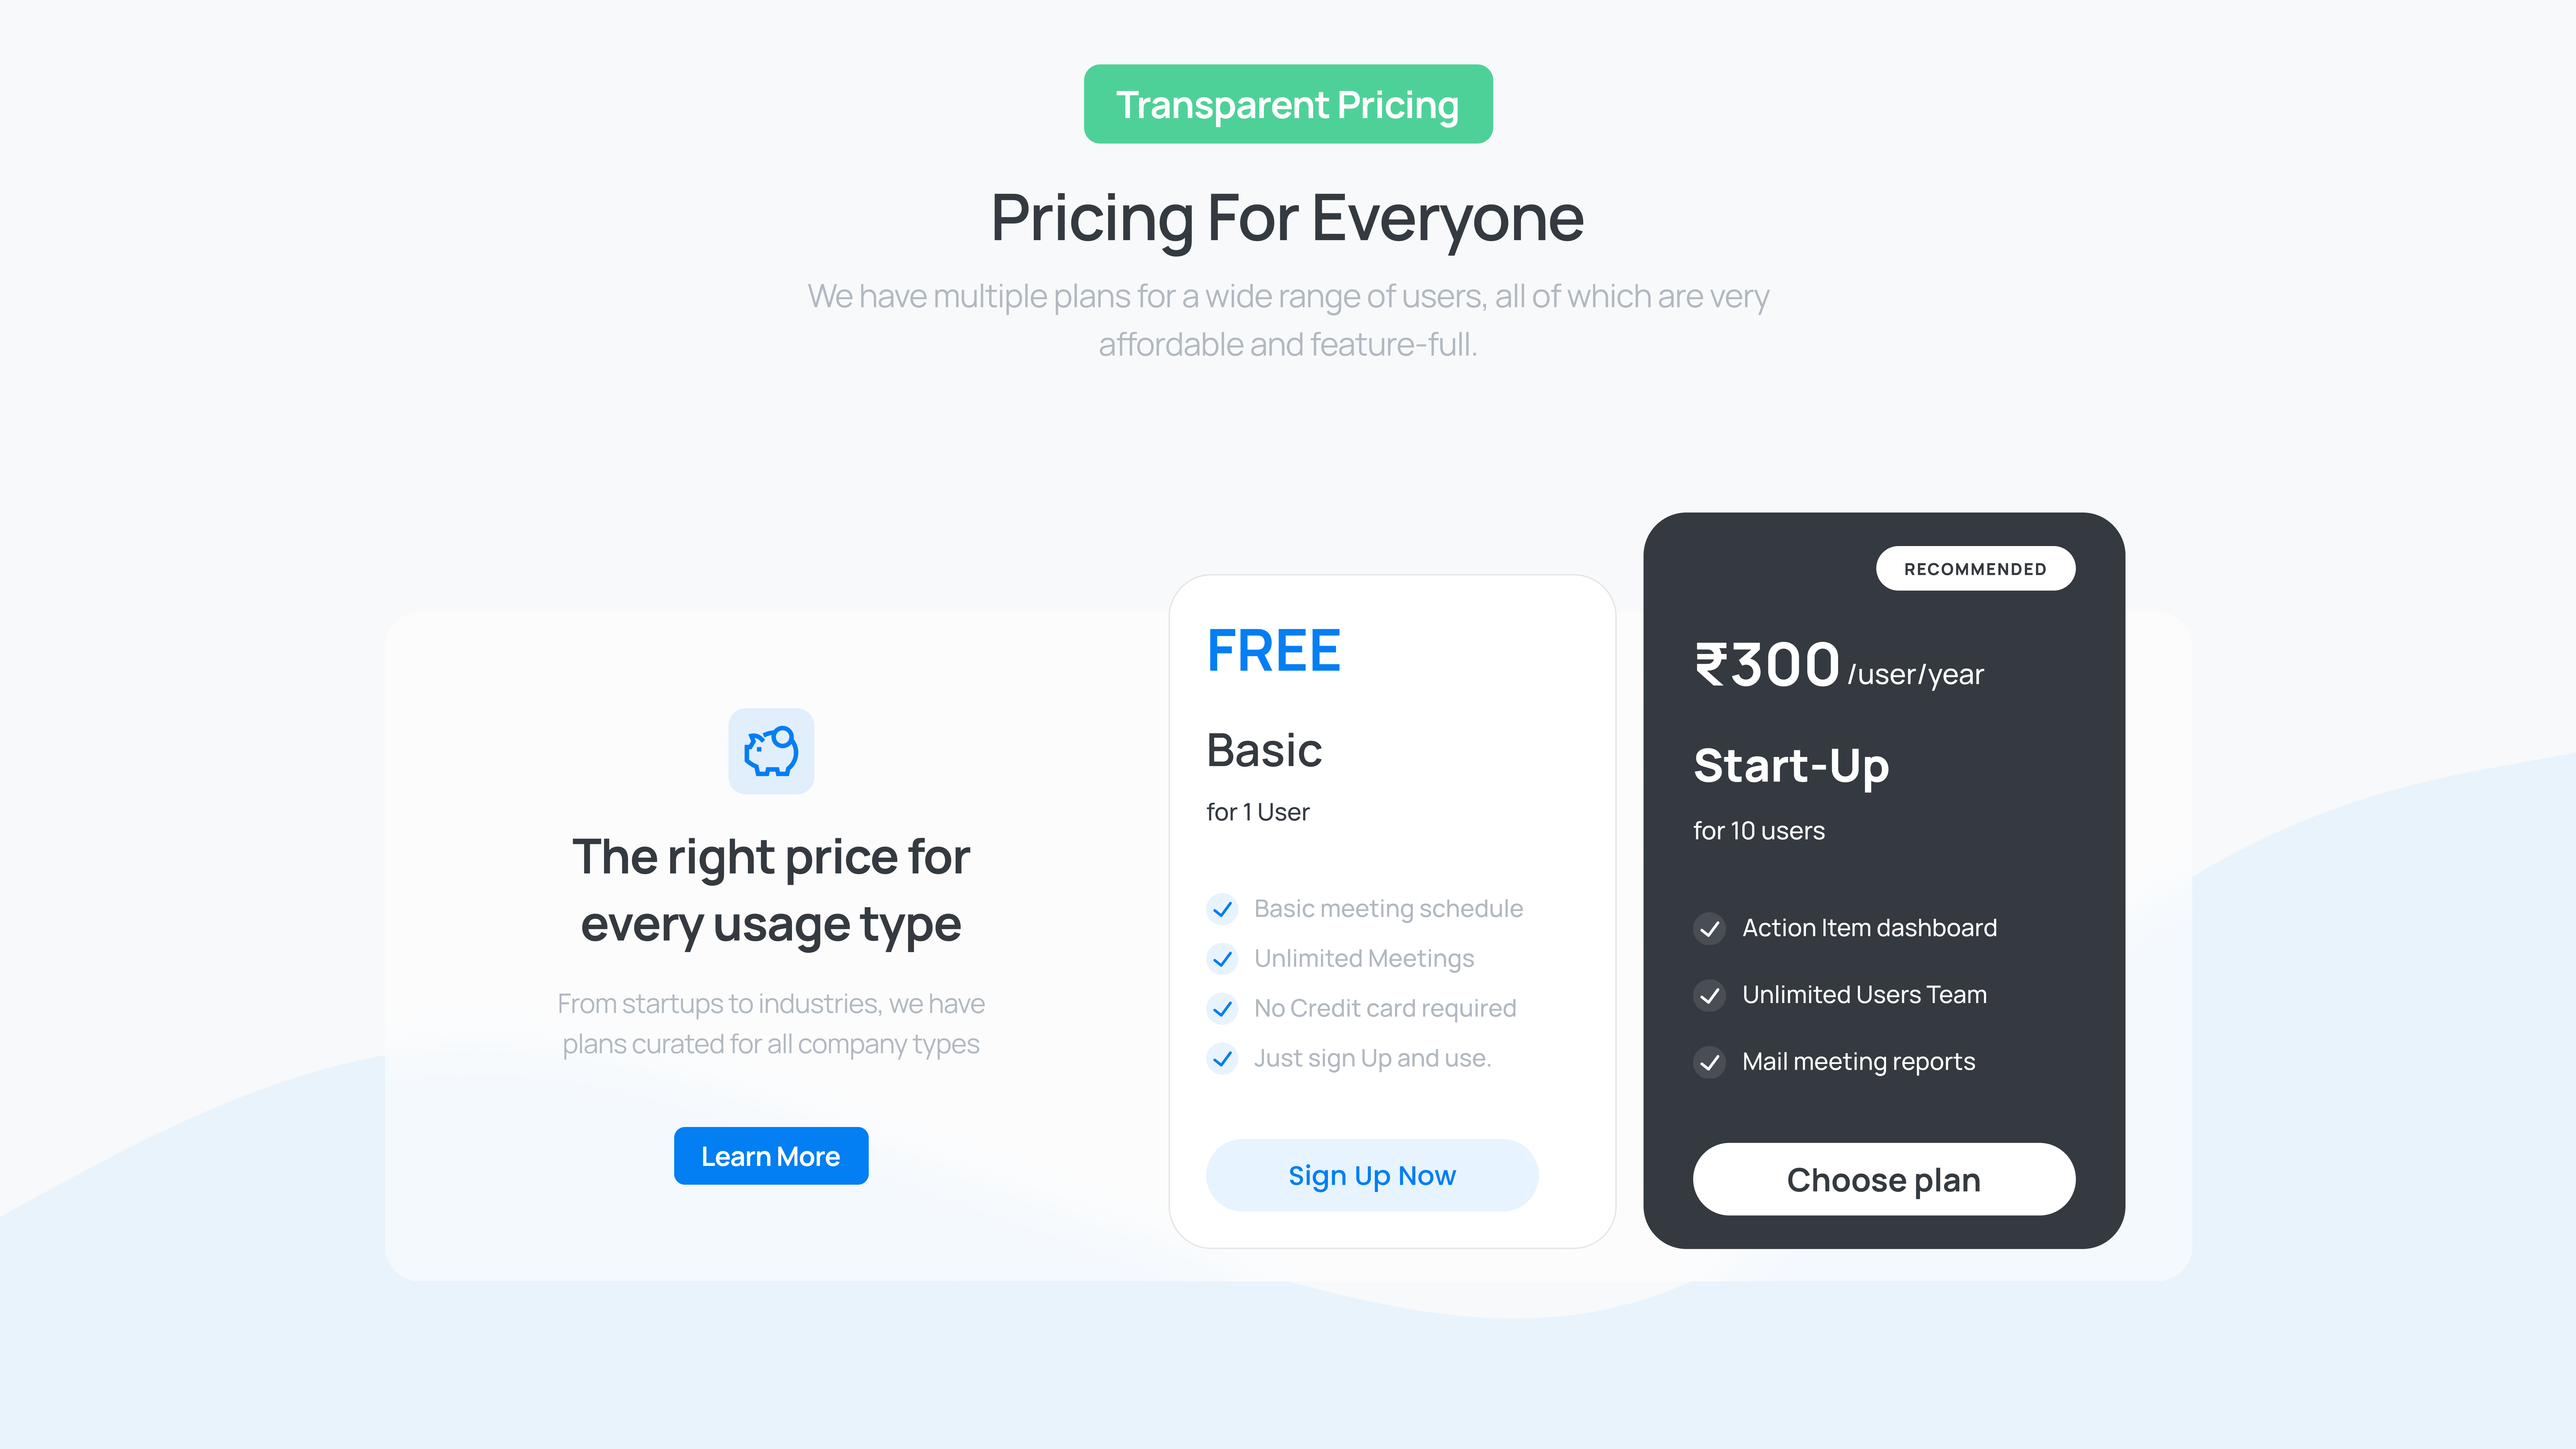 Transparent Pricing
Pricing For Everyone
We have multiple plans for a wide range of users, all of which are very
affordable and feature-full.
The right price for
every usage type
From startups to industries, we have
plans curated for all company types
Learn More
FREE
Basic
for 1 User
Basic meeting schedule
Unlimited Meetings
No Credit card required
Just sign Up and use.
Sign Up Now
RECOMMENDED
₹300 /user/year
Start-Up
for 10 users
Action Item dashboard
Unlimited Users Team
Mail meeting reports
Choose plan